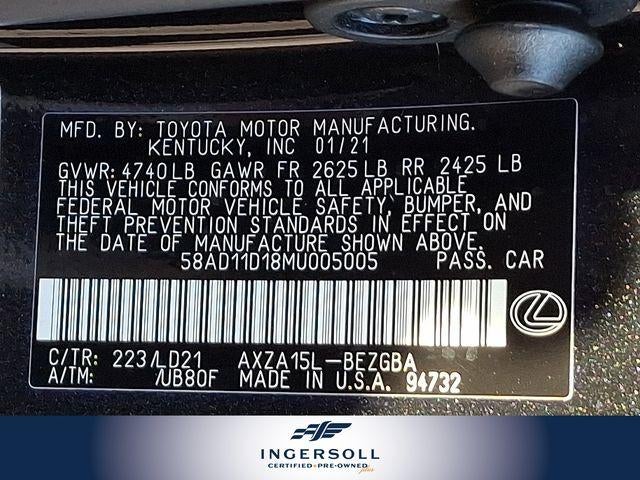 MFD. BY: TOYOTA MOTOR MANUFACTURING.
KENTUCKY, INC 01/21
GVWR: 4740LB GAWR FR 2625LB RR 2425 LB
THIS VEHICLE CONFORMS TO ALL APPLICABLE
FEDERAL MOTOR VEHICLE SAFETY, BUMPER, AND
THEFT PREVENTION STANDARDS IN EFFECT ON
THE DATE OF MANUFACTURE SHOWN ABOVE.
58AD11D18MU005005 PASS. CAR
C/TR: 223/LD21 AXZA15L-BEZGBA
A/TM: /UB80F MADE IN U.S.A. 94732
INGERSOLL
CERTIFIED PRE-OWNED plus